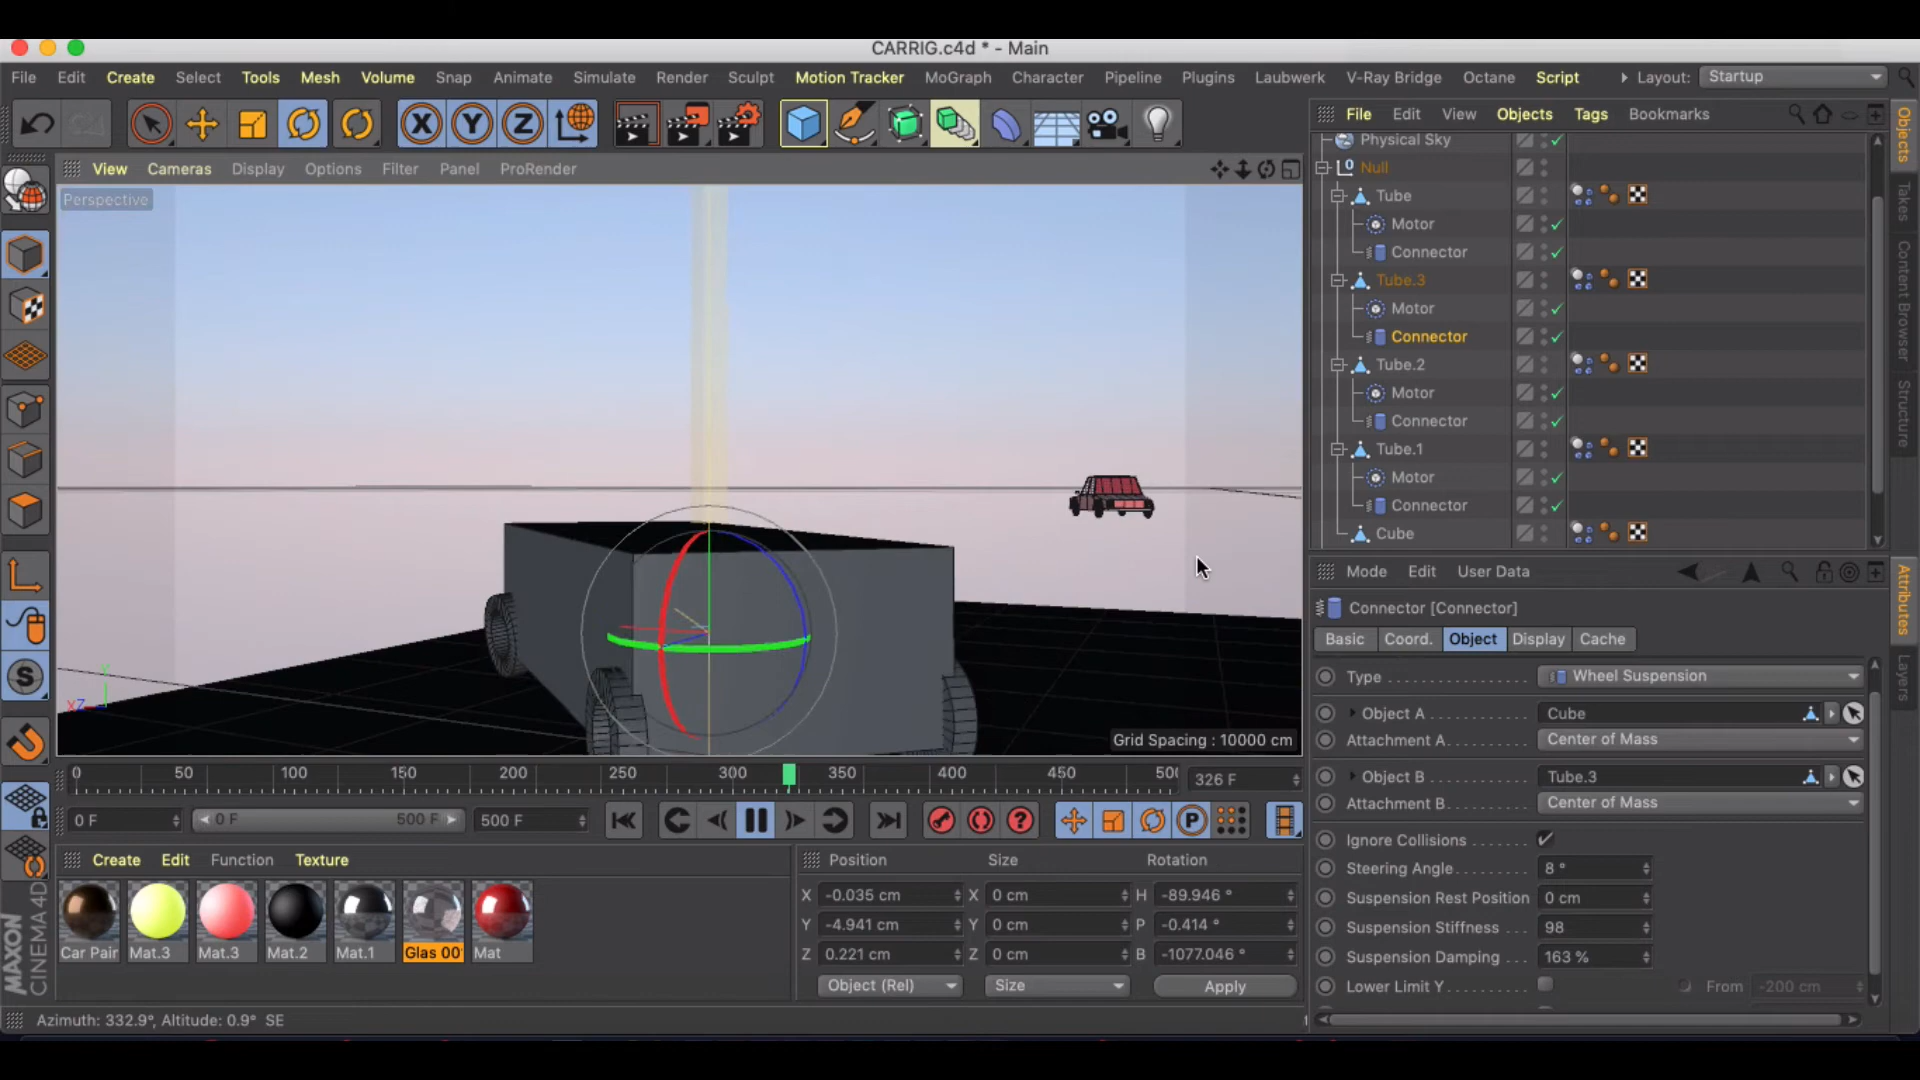 CARRIG.c4d * - Main
File Edit Create Select Tools Mesh Volume Snap Animate Simulate Render Sculpt Motion Tracker MoGraph Character Pipeline Plugins Laubwerk V-Ray Bridge Octane Script Layout: Startup
File Edit View Objects Tags Bookmarks
X Y Z
View Cameras Display Options Filter Panel ProRender
Perspective
Physical Sky
Null
Tube
Motor
Connector
Tube.3
Motor
Connector
Tube.2
Motor
Connector
Tube.1
Motor
Connector
Cube
Objects
Takes
Content Browser
Structure
Mode Edit User Data
Connector [Connector]
Basic Coord. Object Display Cache
Type Wheel Suspension
Object A Cube
Attachment A Center of Mass
Object B Tube.3
Attachment B Center of Mass
Ignore Collisions
Steering Angle 8 °
Suspension Rest Position 0 cm
Suspension Stiffness 98
Suspension Damping 163 %
Lower Limit Y From -200 cm
Attributes
Layers
Y
XZ
Grid Spacing : 10000 cm
0 50 100 150 200 250 300 350 400 450 50 326 F
0 F 0 F 500 F 500 F
Create Edit Function Texture
Car Pain Mat.3 Mat.3 Mat.2 Mat.1 Glas 00 Mat
Position Size Rotation
X -0.035 cm X 0 cm H -89.946 °
Y -4.941 cm Y 0 cm P -0.414 °
Z 0.221 cm Z 0 cm B -1077.046 °
Object (Rel) Size Apply
MAXON
CINEMA4D
Azimuth: 332.9°, Altitude: 0.9° SE